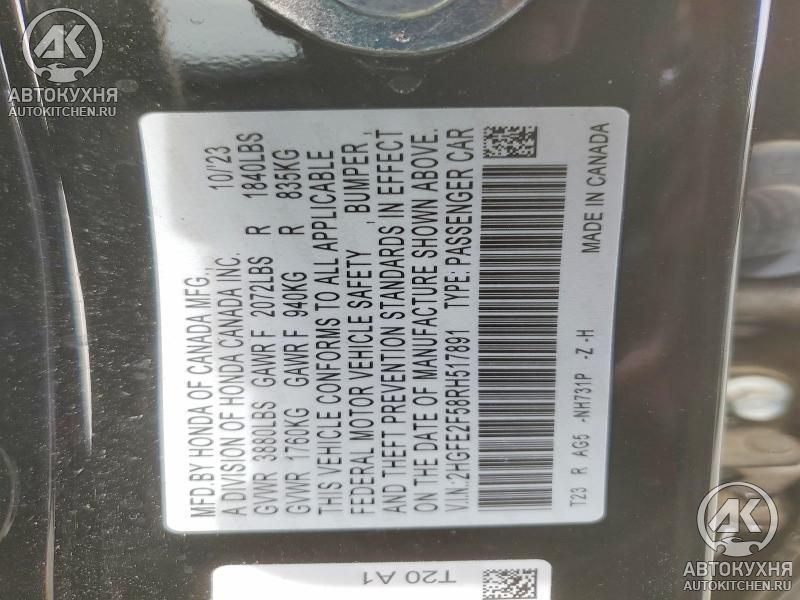 AK
АВТОКУХНЯ
AUTOKITCHEN.RU
MFD.BY HONDA OF CANADA MFG., 10/'23
A DIVISION OF HONDA CANADA INC.
GVWR 3880LBS GAWR F 2072LBS R 1840LBS
GVWR 1760KG GAWR F 940KG R 835KG
THIS VEHICLE CONFORMS TO ALL APPLICABLE
FEDERAL MOTOR VEHICLE SAFETY , BUMPER,
AND THEFT PREVENTION STANDARDS IN EFFECT
ON THE DATE OF MANUFACTURE SHOWN ABOVE.
V.I.N:2HGFE2F58RH517891 TYPE: PASSENGER CAR
T23 R AG5 -NH731P -Z -H MADE IN CANADA
T20 A1
AK
АВТОКУХНЯ
AUTOKITCHEN.RU